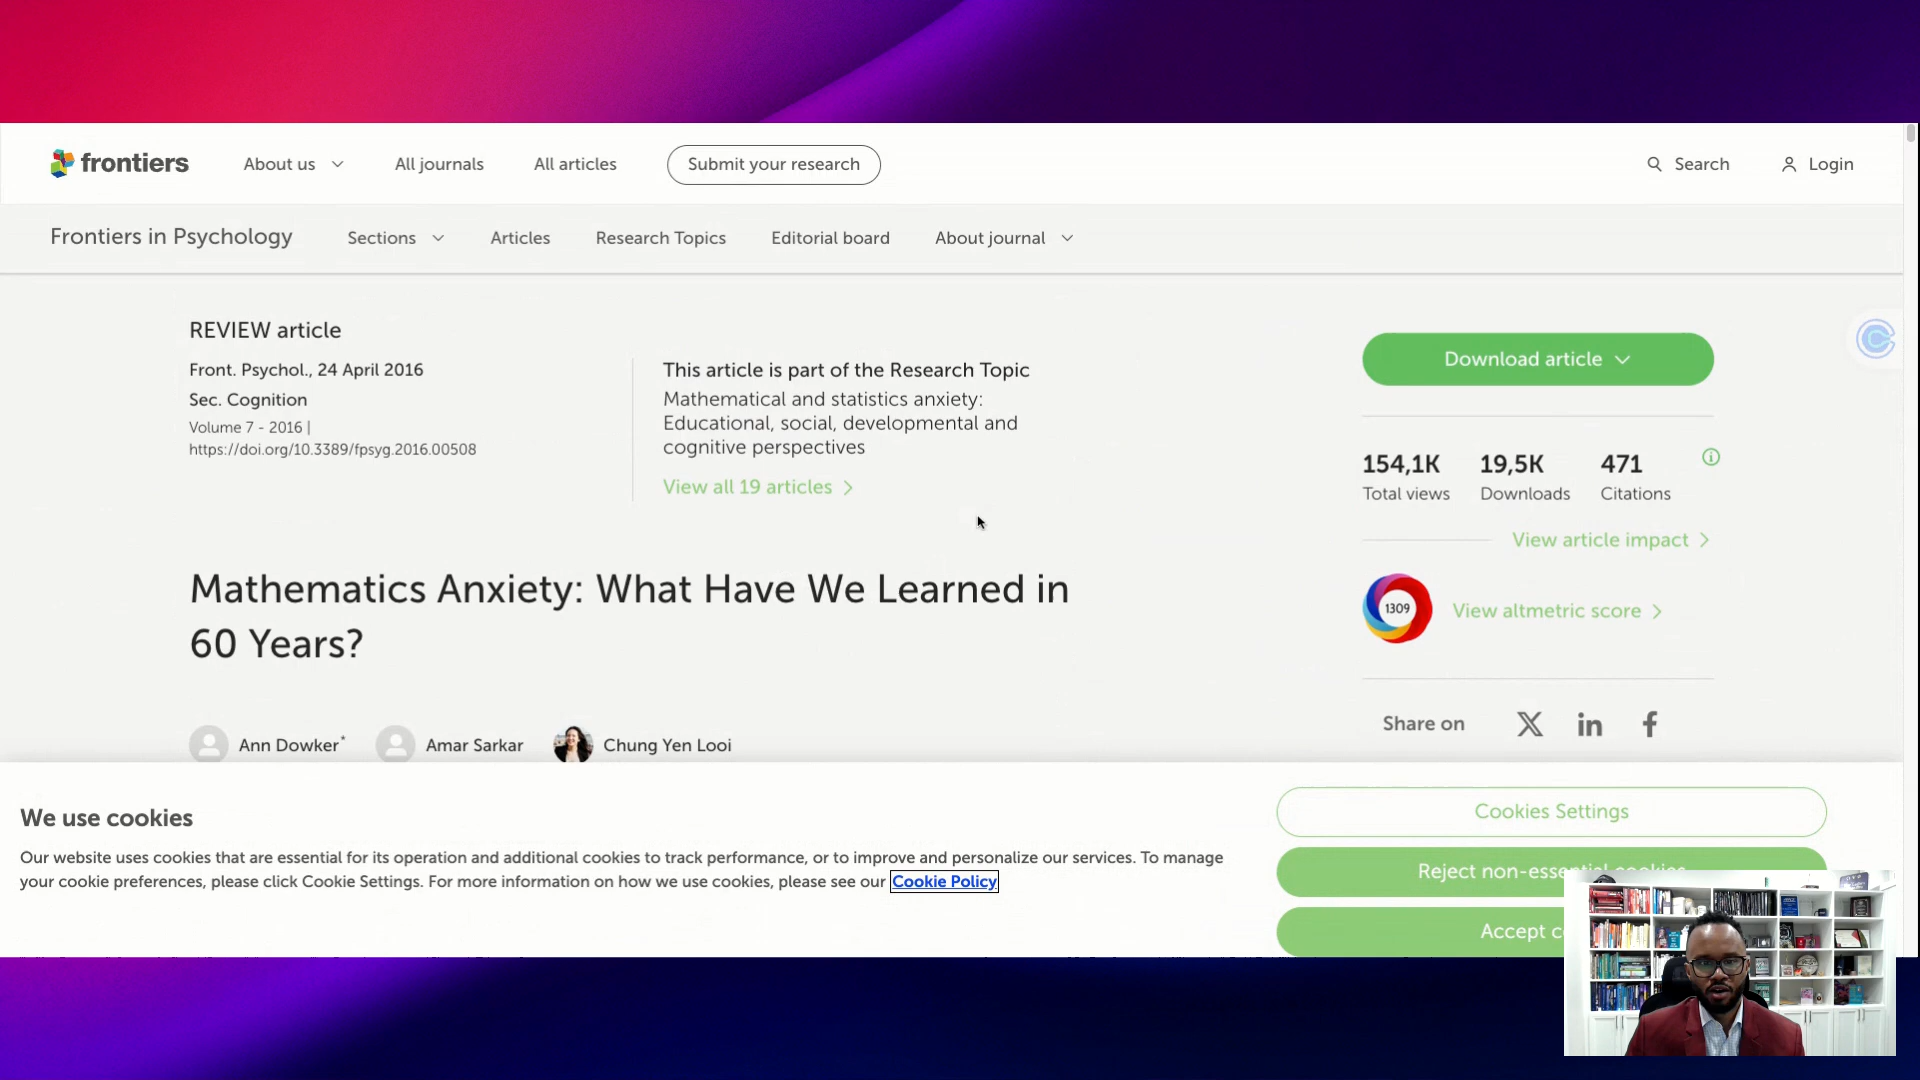 frontiers
About us
All journals
All articles
Submit your research
Search
Login
Frontiers in Psychology
Sections
Articles
Research Topics
Editorial board
About journal
REVIEW article
Front. Psychol., 24 April 2016
Sec. Cognition
Volume 7 - 2016 |
https://doi.org/10.3389/fpsyg.2016.00508
This article is part of the Research Topic
Mathematical and statistics anxiety:
Educational, social, developmental and
cognitive perspectives
View all 19 articles
Download article
154,1K
Total views
19,5K
Downloads
471
Citations
View article impact
1309
View altmetric score
Share on
Mathematics Anxiety: What Have We Learned in
60 Years?
Ann Dowker*
Amar Sarkar
Chung Yen Looi
We use cookies
Our website uses cookies that are essential for its operation and additional cookies to track performance, or to improve and personalize our services. To manage
your cookie preferences, please click Cookie Settings. For more information on how we use cookies, please see our Cookie Policy
Cookies Settings
Reject non-essential cookies
Accept